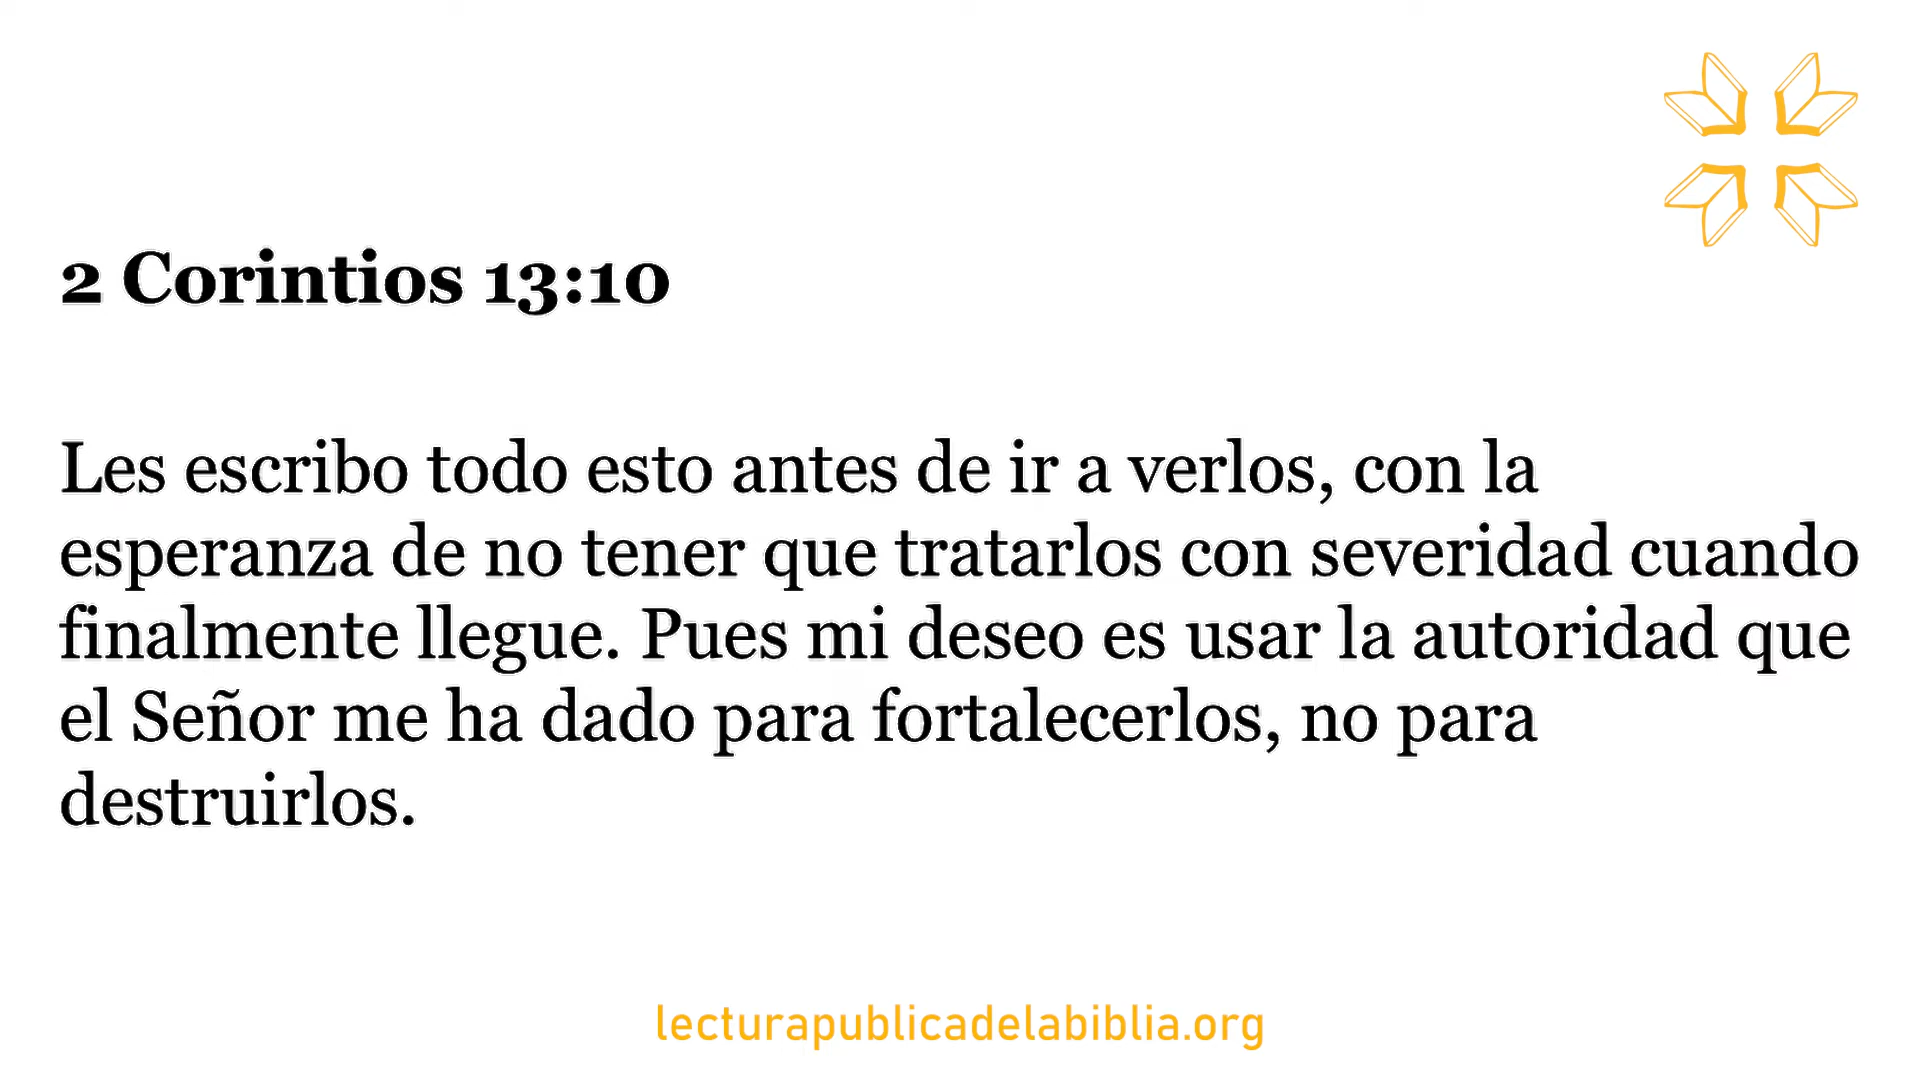 2 Corintios 13:10
Les escribo todo esto antes de ir a verlos, con la
esperanza de no tener que tratarlos con severidad cuando
finalmente llegue. Pues mi deseo es usar la autoridad que
el Señor me ha dado para fortalecerlos, no para
destruirlos.
lecturapublicadelabiblia.org